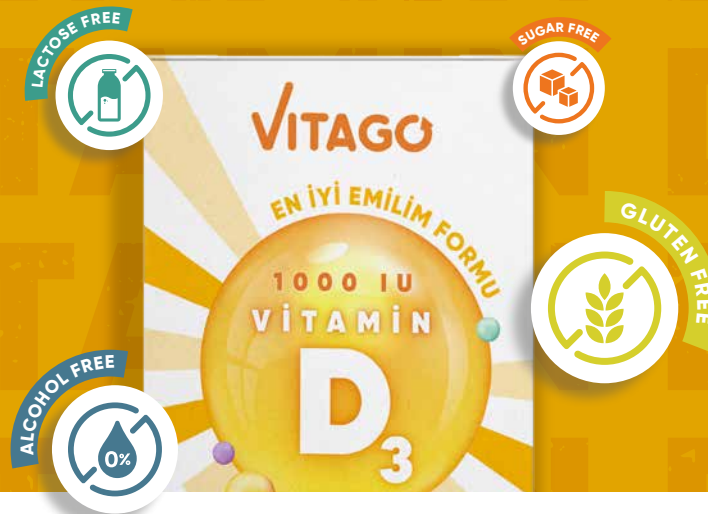 LACTOSE FREE
SUGAR FREE
VITAGO
EN İYİ EMİLİM FORMU
GLUTEN FREE
1000 IU
VİTAMİN
D3
ALCOHOL FREE
0%